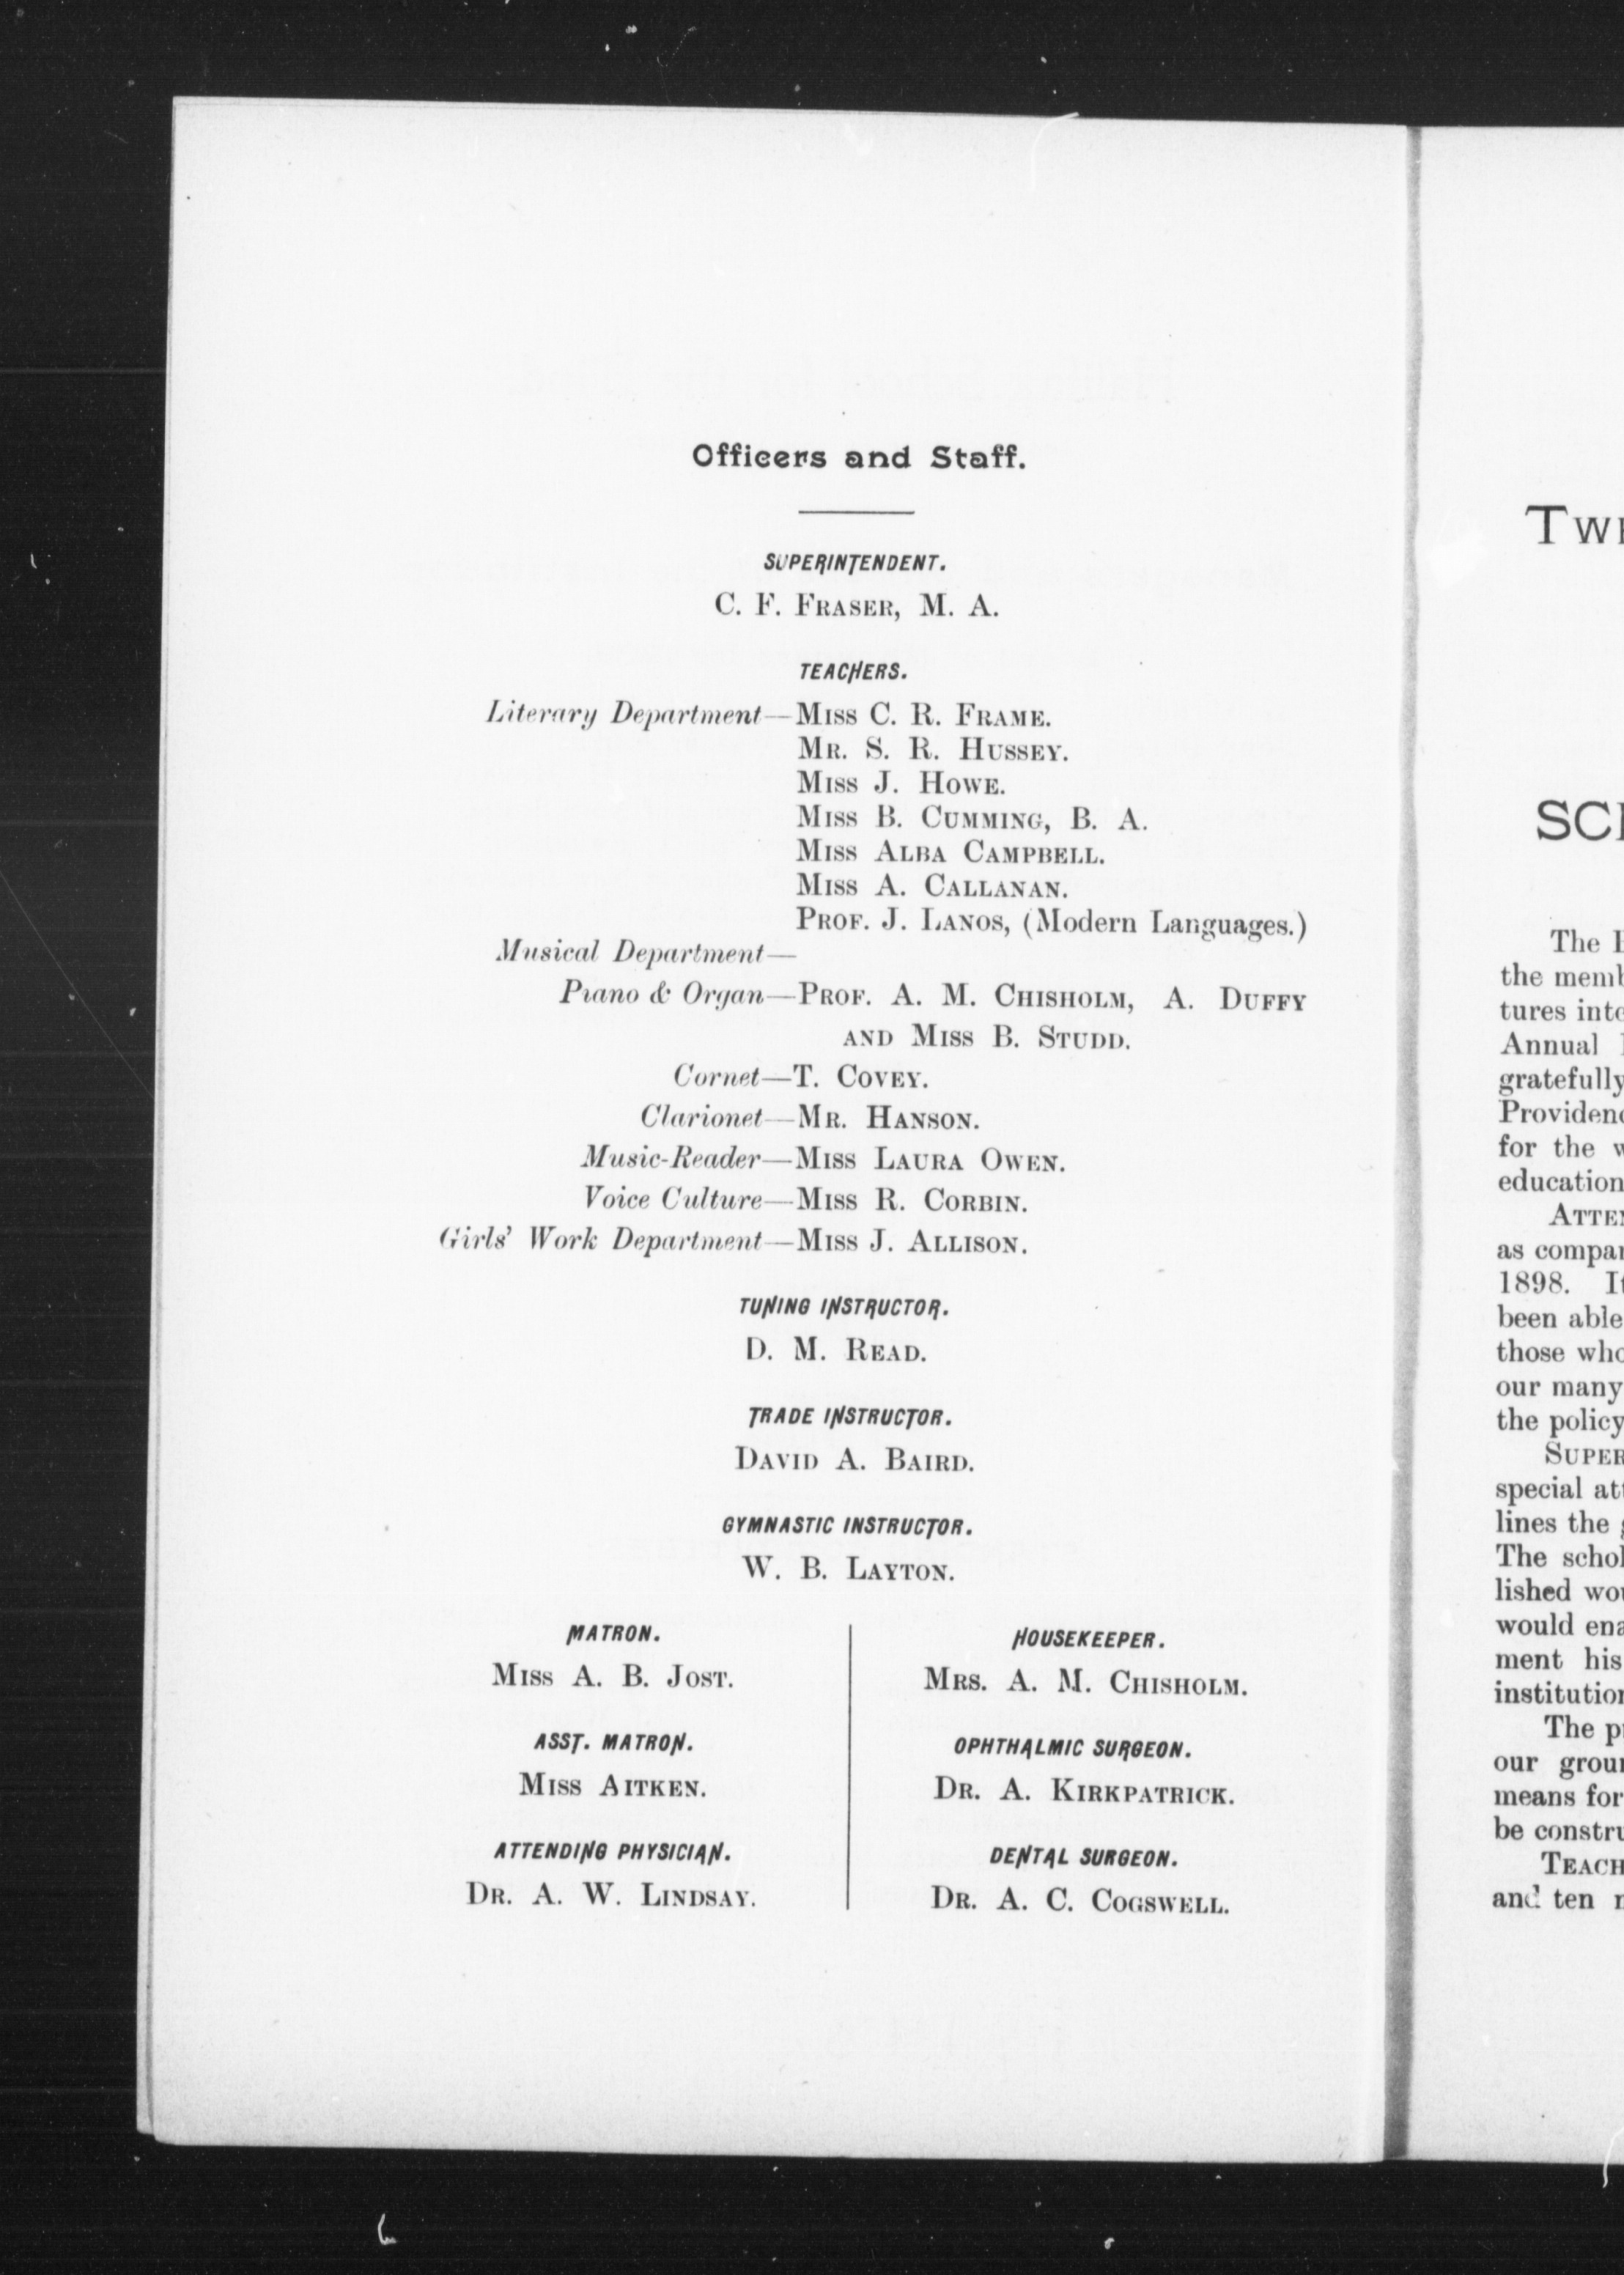 Officers and Staff.
SUPERINTENDENT.
C. F. FRASER, M. A.
TEACHERS.
Literary Department—MISS C. R. FRAME.
MR. S. R. HUSSEY.
MISS J. HOWE.
MISS B. CUMMING, B. A.
MISS ALBA CAMPBELL.
MISS A. CALLANAN.
PROF. J. LANOS, (Modern Languages.)
Musical Department—
Piano & Organ—PROF. A. M. CHISHOLM, A. DUFFY
AND MISS B. STUDD.
Cornet—T. COVEY.
Clarionet—MR. HANSON.
Music-Reader—MISS LAURA OWEN.
Voice Culture—MISS R. CORBIN.
Girls' Work Department—MISS J. ALLISON.
TUNING INSTRUCTOR.
D. M. READ.
TRADE INSTRUCTOR.
DAVID A. BAIRD.
GYMNASTIC INSTRUCTOR.
W. B. LAYTON.
MATRON.
MISS A. B. JOST.
ASST. MATRON.
MISS AITKEN.
ATTENDING PHYSICIAN.
DR. A. W. LINDSAY.
HOUSEKEEPER.
MRS. A. M. CHISHOLM.
OPHTHALMIC SURGEON.
DR. A. KIRKPATRICK.
DENTAL SURGEON.
DR. A. C. COGSWELL.
The
the
tures
Annual
gratefully
for the
education
as
1898.
been able
those
our many
the policy
special
lines the
The
lished
would
ment his
The
our
means for
be
and ten